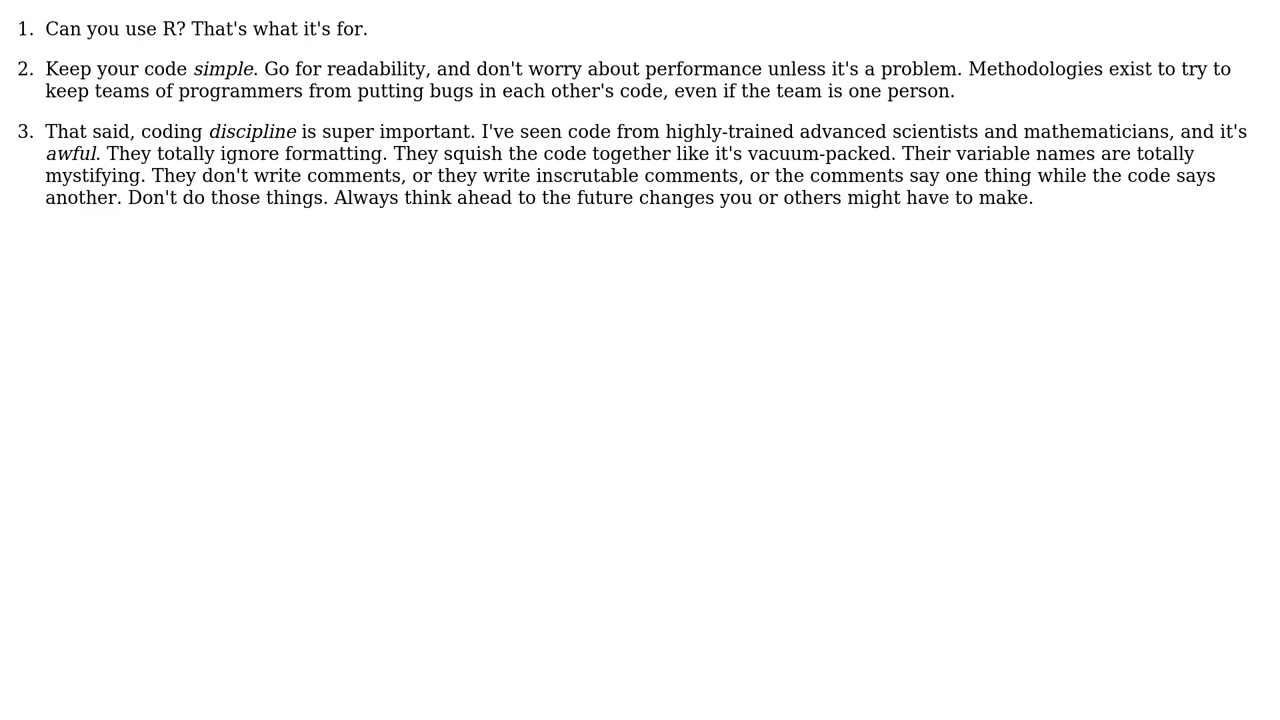 1. Can you use R? That's what it's for.
2. Keep your code simple. Go for readability, and don't worry about performance unless it's a problem. Methodologies exist to try to
keep teams of programmers from putting bugs in each other's code, even if the team is one person.
3. That said, coding discipline is super important. I've seen code from highly-trained advanced scientists and mathematicians, and it's
awful. They totally ignore formatting. They squish the code together like it's vacuum-packed. Their variable names are totally
mystifying. They don't write comments, or they write inscrutable comments, or the comments say one thing while the code says
another. Don't do those things. Always think ahead to the future changes you or others might have to make.